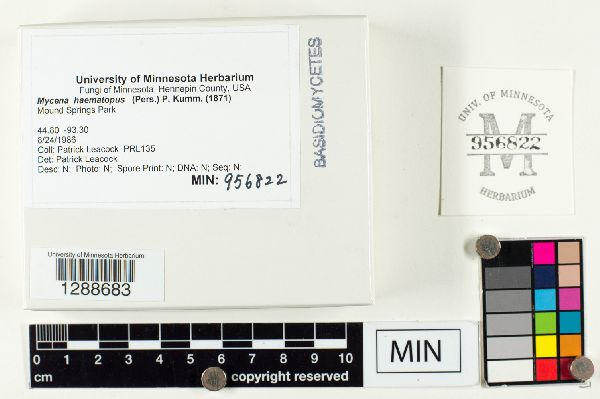 University of Minnesota Herbarium
Fungi of Minnesota, Hennepin County, USA
Mycena haematopus (Pers.) P. Kumm. (1871)
Mound Springs Park
44.80 -93.30
6/24/1986
Coll: Patrick Leacock PRL135
Det: Patrick Leacock
Desc: N Photo: N; Spore Print: N; DNA: N; Seq: N:
MIN: 956822
BASIDIOMYCETES
UNIV. OF MINNESOTA
M
956822
HERBARIUM
University of Minnesota Herbarium
1288683
0 1 2 3 4 5 6 7 8 9 10
cm copyright reserved
MIN